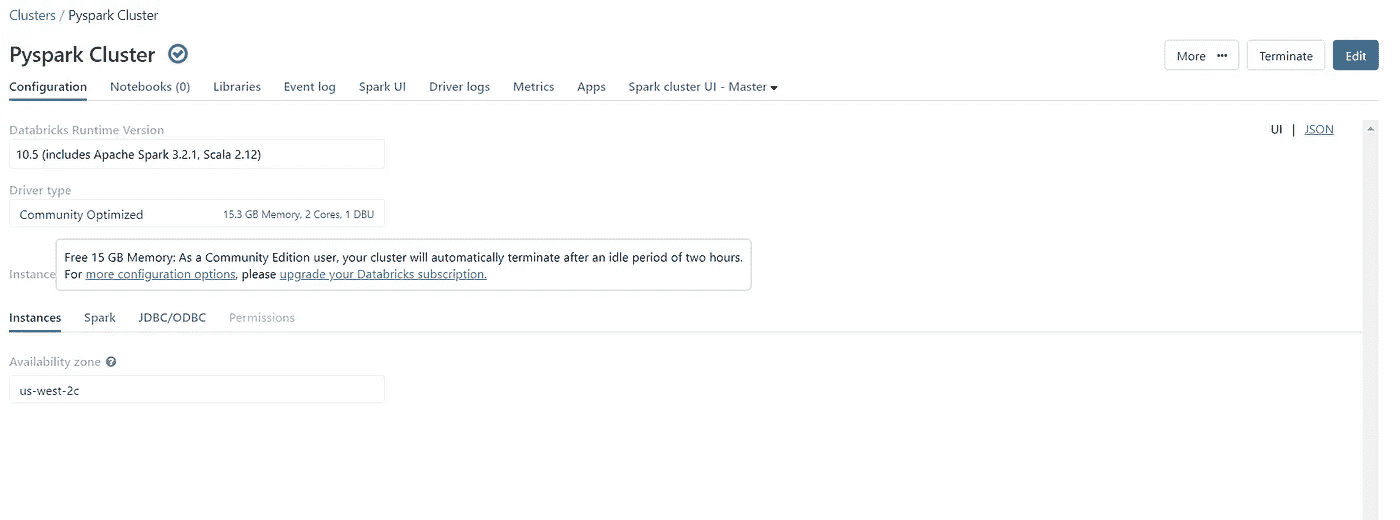 Clusters / Pyspark Cluster
Pyspark Cluster
More ••• Terminate Edit
Configuration Notebooks (0) Libraries Event log Spark UI Driver logs Metrics Apps Spark cluster UI - Master
UI | JSON
Databricks Runtime Version
10.5 (includes Apache Spark 3.2.1, Scala 2.12)
Driver type
Community Optimized 15.3 GB Memory, 2 Cores, 1 DBU
Free 15 GB Memory: As a Community Edition user, your cluster will automatically terminate after an idle period of two hours.
Instance For more configuration options, please upgrade your Databricks subscription.
Instances Spark JDBC/ODBC Permissions
Availability zone ?
us-west-2c